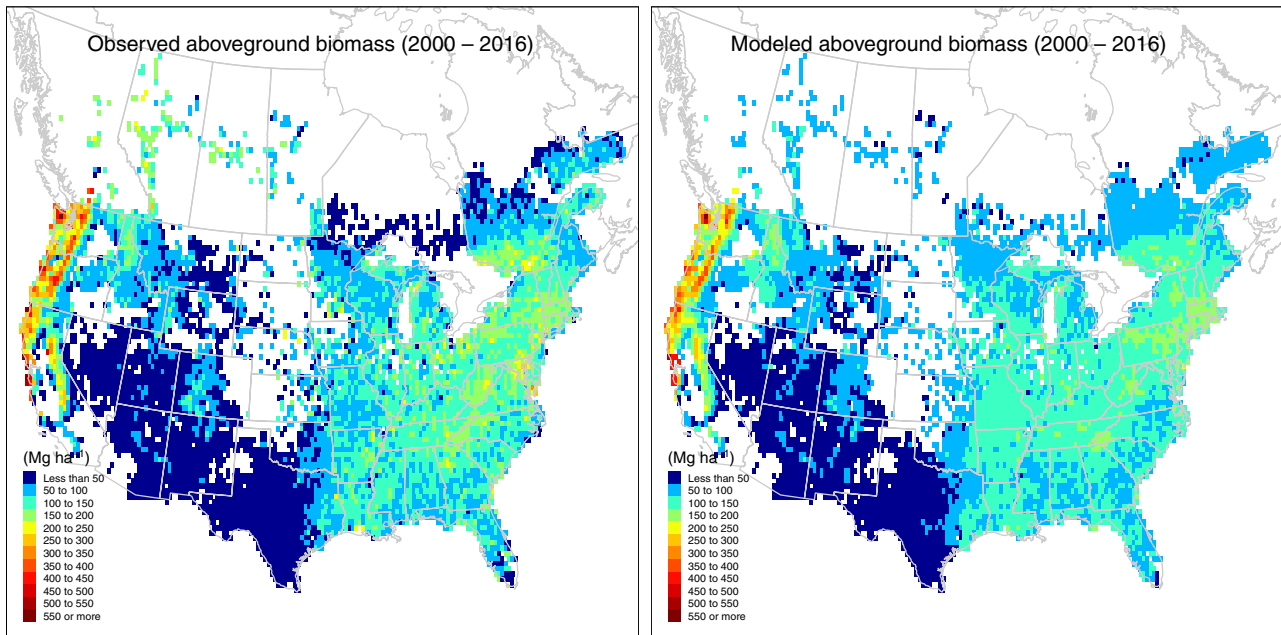 Observed aboveground biomass (2000 – 2016)
(Mg ha⁻¹)
Less than 50
50 to 100
100 to 150
150 to 200
200 to 250
250 to 300
300 to 350
350 to 400
400 to 450
450 to 500
500 to 550
550 or more
Modeled aboveground biomass (2000 – 2016)
(Mg ha⁻¹)
Less than 50
50 to 100
100 to 150
150 to 200
200 to 250
250 to 300
300 to 350
350 to 400
400 to 450
450 to 500
500 to 550
550 or more